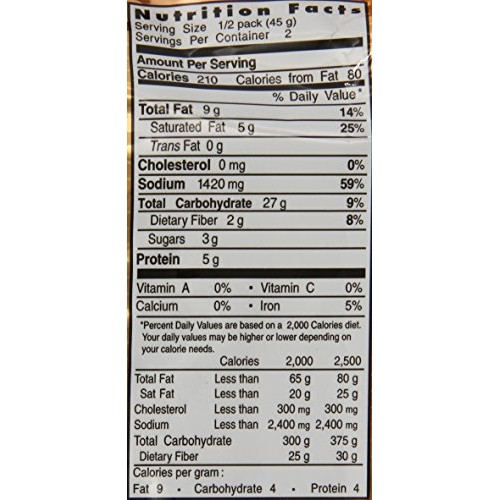 Nutrition Facts
Serving Size 1/2 pack (45 g)
Servings Per Container 2
Amount Per Serving
Calories 210 Calories from Fat 80
% Daily Value*
Total Fat 9 g 14%
Saturated Fat 5 g 25%
Trans Fat 0 g
Cholesterol 0 mg 0%
Sodium 1420 mg 59%
Total Carbohydrate 27 g 9%
Dietary Fiber 2 g 8%
Sugars 3 g
Protein 5 g
Vitamin A 0% • Vitamin C 0%
Calcium 0% • Iron 5%
*Percent Daily Values are based on a 2,000 Calories diet.
Your daily values may be higher or lower depending on
your calorie needs.
Calories 2,000 2,500
Total Fat Less than 65 g 80 g
Sat Fat Less than 20 g 25 g
Cholesterol Less than 300 mg 300 mg
Sodium Less than 2,400 mg 2,400 mg
Total Carbohydrate 300 g 375 g
Dietary Fiber 25 g 30 g
Calories per gram :
Fat 9 • Carbohydrate 4 • Protein 4